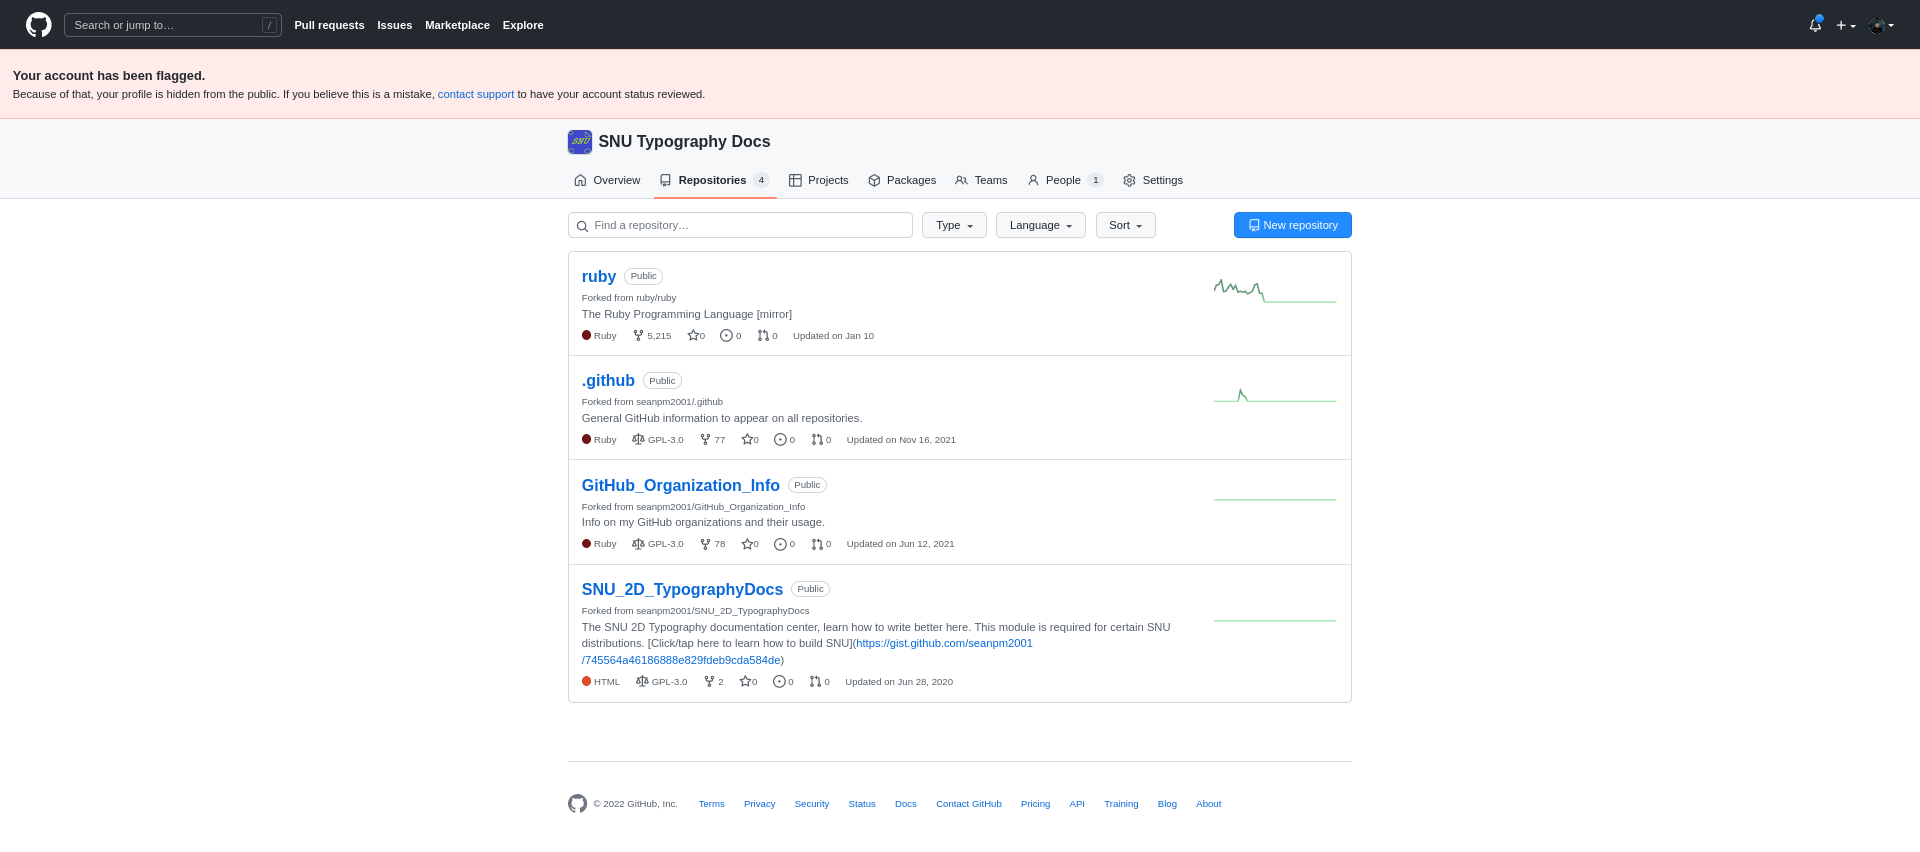 Search or jump to… /
Pull requests Issues Marketplace Explore
Your account has been flagged.
Because of that, your profile is hidden from the public. If you believe this is a mistake, contact support to have your account status reviewed.
SNU
SNU Typography Docs
Overview Repositories 4 Projects Packages Teams People 1 Settings
Find a repository… Type Language Sort New repository
ruby Public
Forked from ruby/ruby
The Ruby Programming Language [mirror]
Ruby 5,215 0 0 0 Updated on Jan 10
.github Public
Forked from seanpm2001/.github
General GitHub information to appear on all repositories.
Ruby GPL-3.0 77 0 0 0 Updated on Nov 16, 2021
GitHub_Organization_Info Public
Forked from seanpm2001/GitHub_Organization_Info
Info on my GitHub organizations and their usage.
Ruby GPL-3.0 78 0 0 0 Updated on Jun 12, 2021
SNU_2D_TypographyDocs Public
Forked from seanpm2001/SNU_2D_TypographyDocs
The SNU 2D Typography documentation center, learn how to write better here. This module is required for certain SNU
distributions. [Click/tap here to learn how to build SNU](https://gist.github.com/seanpm2001
/745564a46186888e829fdeb9cda584de)
HTML GPL-3.0 2 0 0 0 Updated on Jun 28, 2020
© 2022 GitHub, Inc. Terms Privacy Security Status Docs Contact GitHub Pricing API Training Blog About